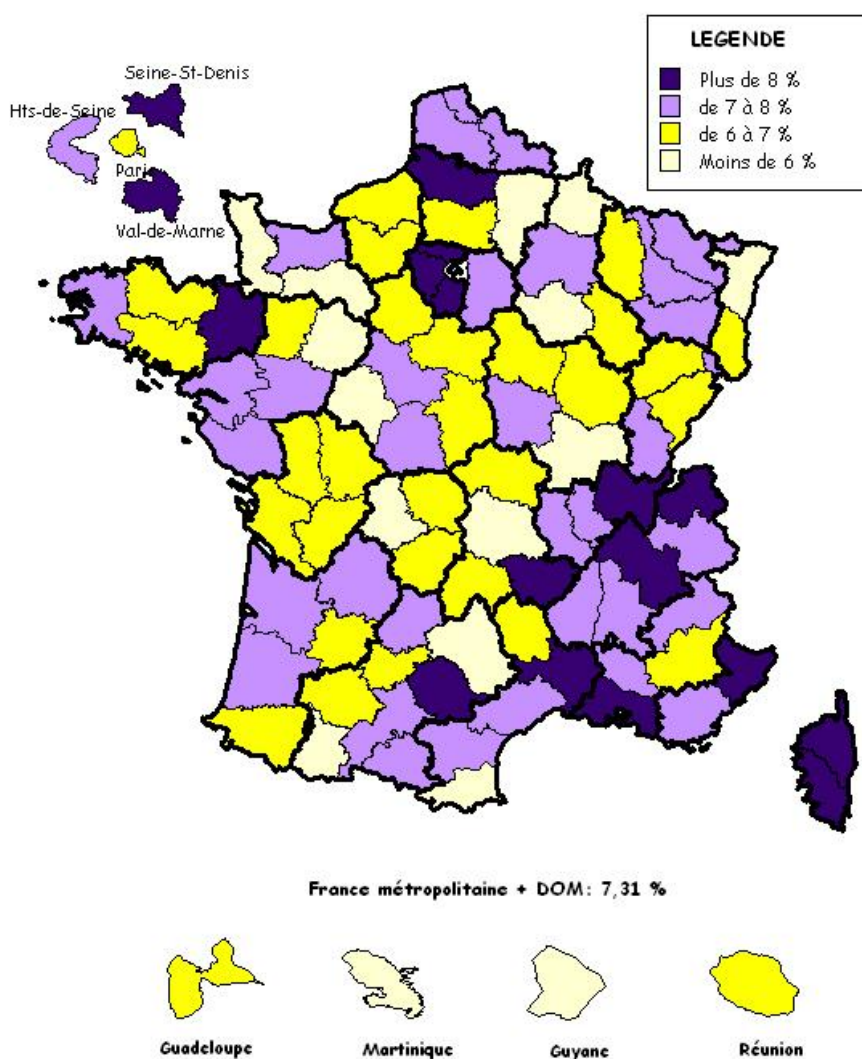 LEGENDE
Plus de 8 %
de 7 à 8 %
de 6 à 7 %
Moins de 6 %
Seine-St-Denis
Hts-de-Seine
Paris
Val-de-Marne
France métropolitaine + DOM: 7,31 %
Guadeloupe
Martinique
Guyane
Réunion